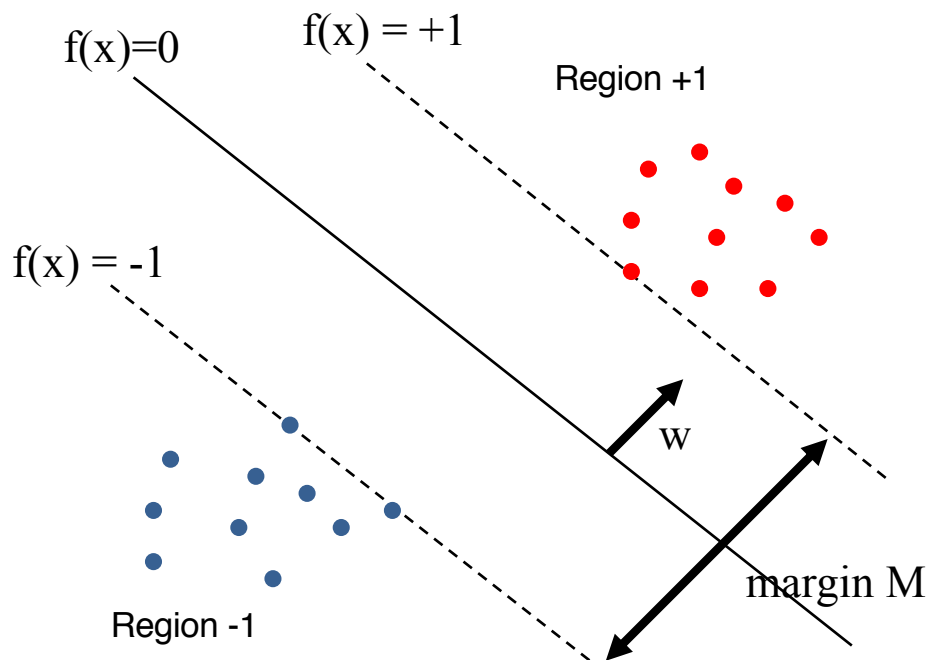 f(x) = +1
f(x)=0
Region +1
f(x) = -1
w
margin M
Region -1